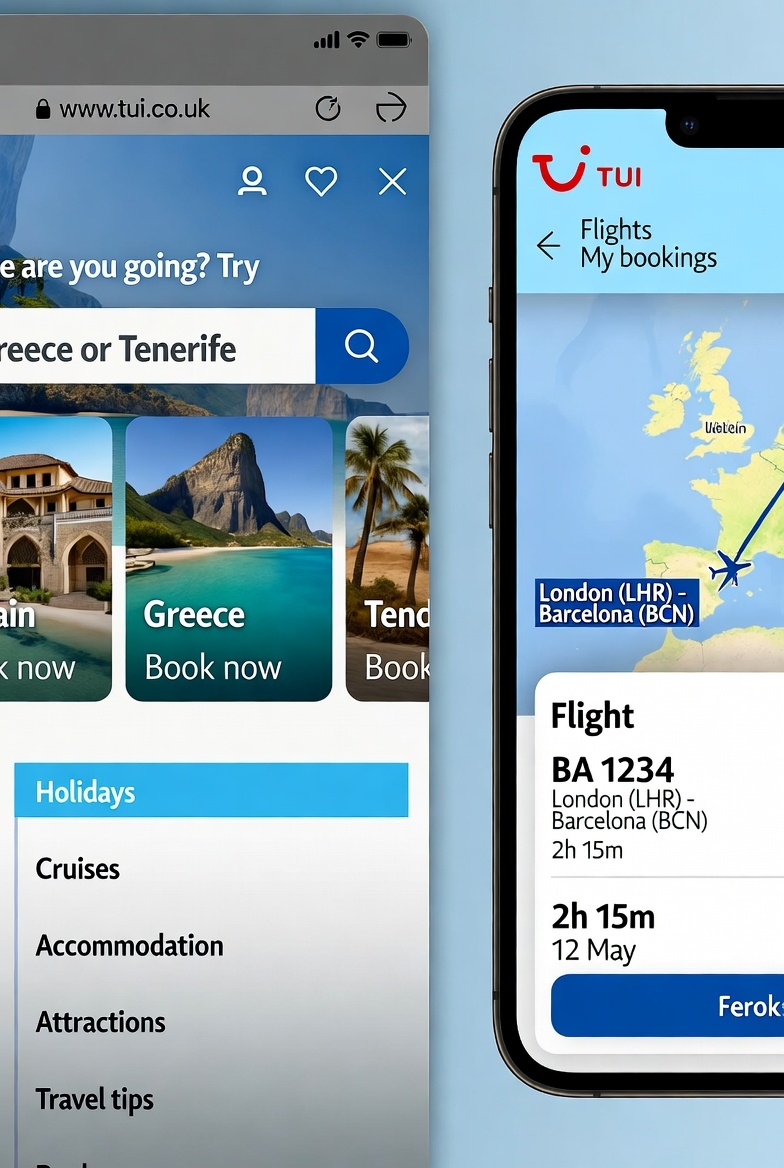 www.tui.co.uk
e are you going? Try
reece or Tenerife
ain
k now
Greece
Book now
Tend
Book
Holidays
Cruises
Accommodation
Attractions
Travel tips
TUI
Flights
My bookings
London (LHR) -
Barcelona (BCN)
Flight
BA 1234
London (LHR) -
Barcelona (BCN)
2h 15m
2h 15m
12 May
Ferok